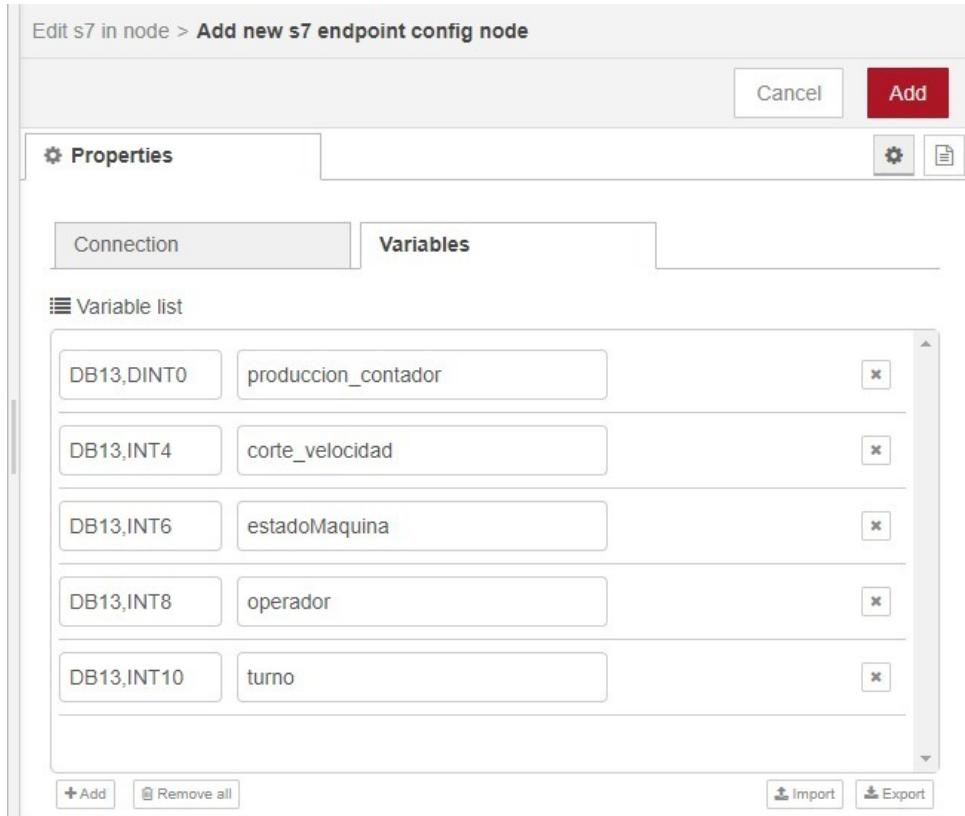 Edit s7 in node > Add new s7 endpoint config node
Cancel Add
Properties
Connection Variables
Variable list
DB13,DINT0 produccion_contador
DB13,INT4 corte_velocidad
DB13,INT6 estadoMaquina
DB13,INT8 operador
DB13,INT10 turno
+Add Remove all Import Export